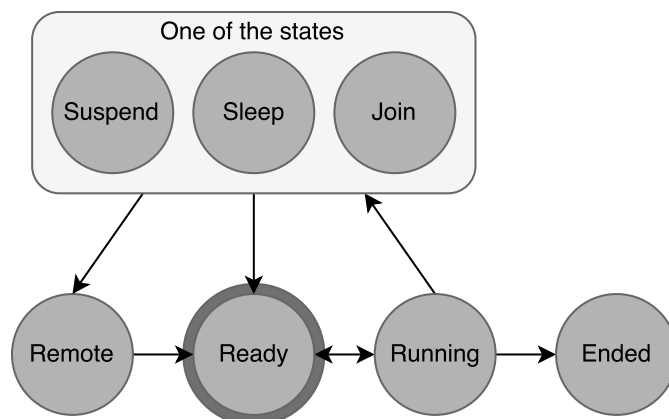 One of the states
Suspend
Sleep
Join
Remote
Ready
Running
Ended